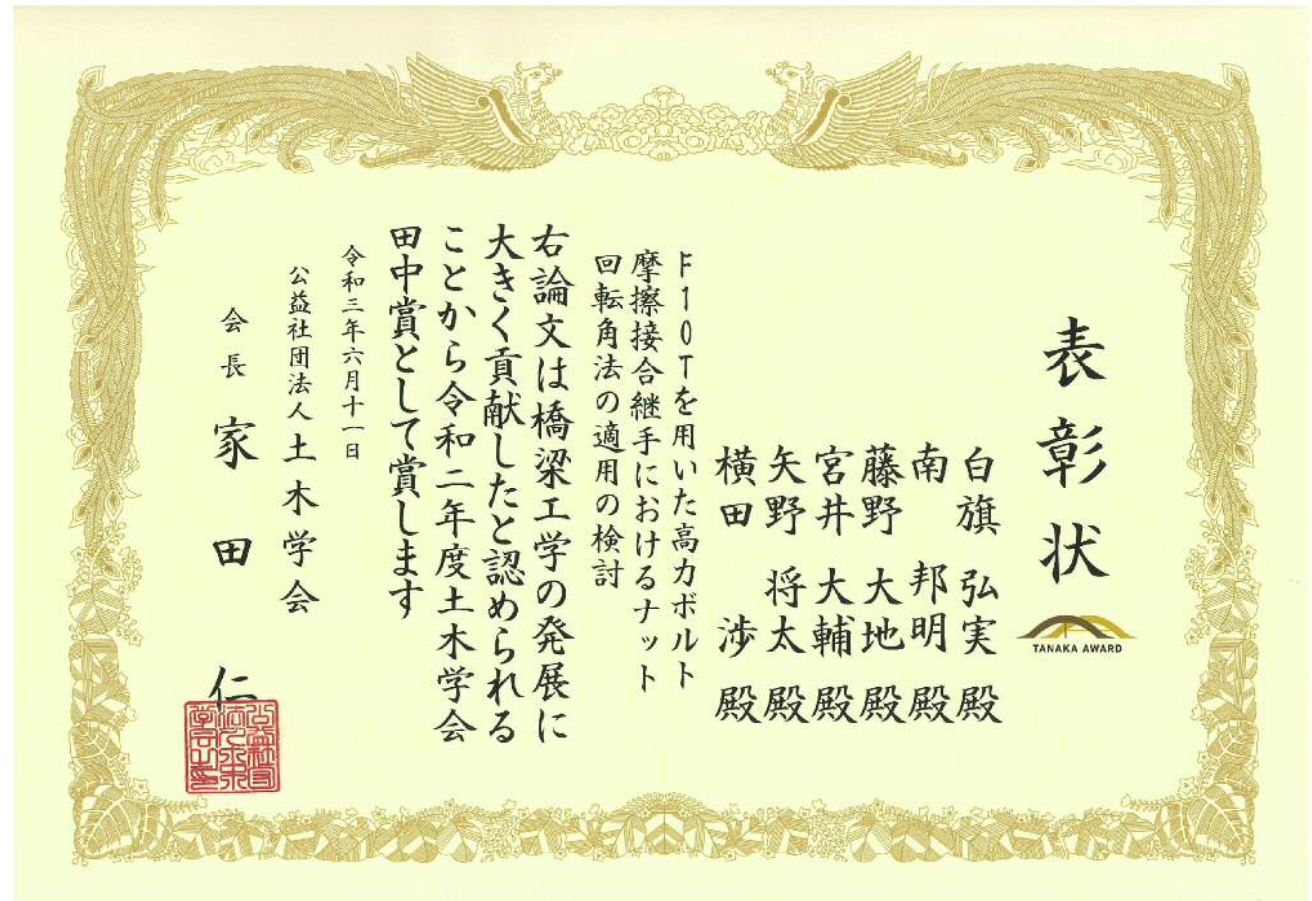 表彰状
TANAKA AWARD
白旗 弘実 殿
南 邦明 殿
藤野 大地 殿
宮井 大輔 殿
矢野 将太 殿
横田 渉 殿
F10Tを用いた高力ボルト
摩擦接合継手におけるナット
回転角法の適用の検討
右論文は橋梁工学の発展に
大きく貢献したと認められる
ことから令和二年度土木学会
田中賞として賞します
令和三年六月十一日
公益社団法人 土木学会
会長 家田 仁